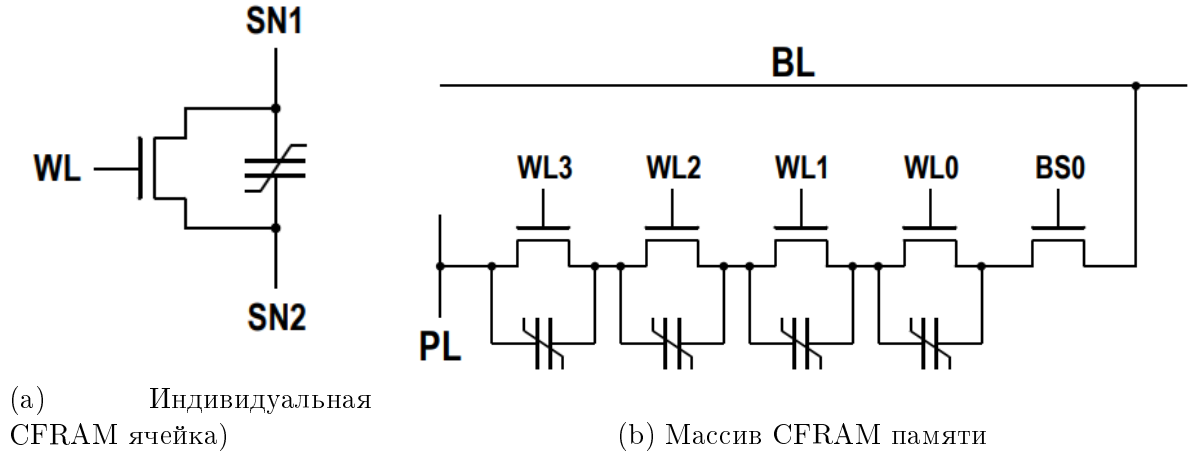 SN1
WL
SN2
BL
WL3 WL2 WL1 WL0 BS0
PL
(a) Индивидуальная
CFRAM ячейка)
(b) Массив CFRAM памяти